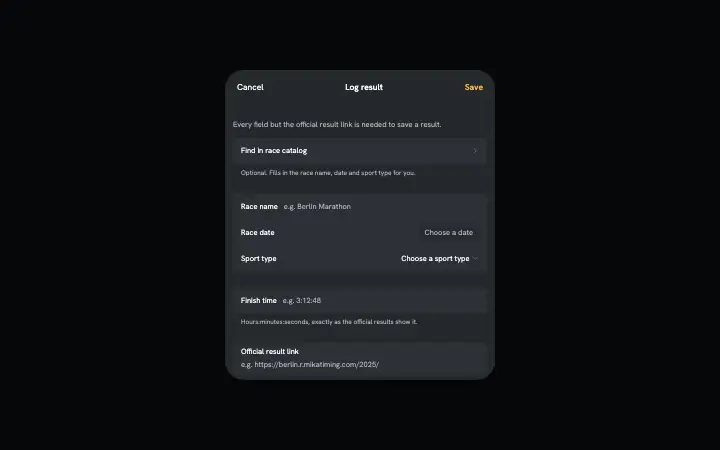 Cancel Log result Save
Every field but the official result link is needed to save a result.
Find in race catalog
Optional. Fills in the race name, date and sport type for you.
Race name e.g. Berlin Marathon
Race date Choose a date
Sport type Choose a sport type
Finish time e.g. 3:12:48
Hours:minutes:seconds, exactly as the official results show it.
Official result link
e.g. https://berlin.r.mikatiming.com/2025/